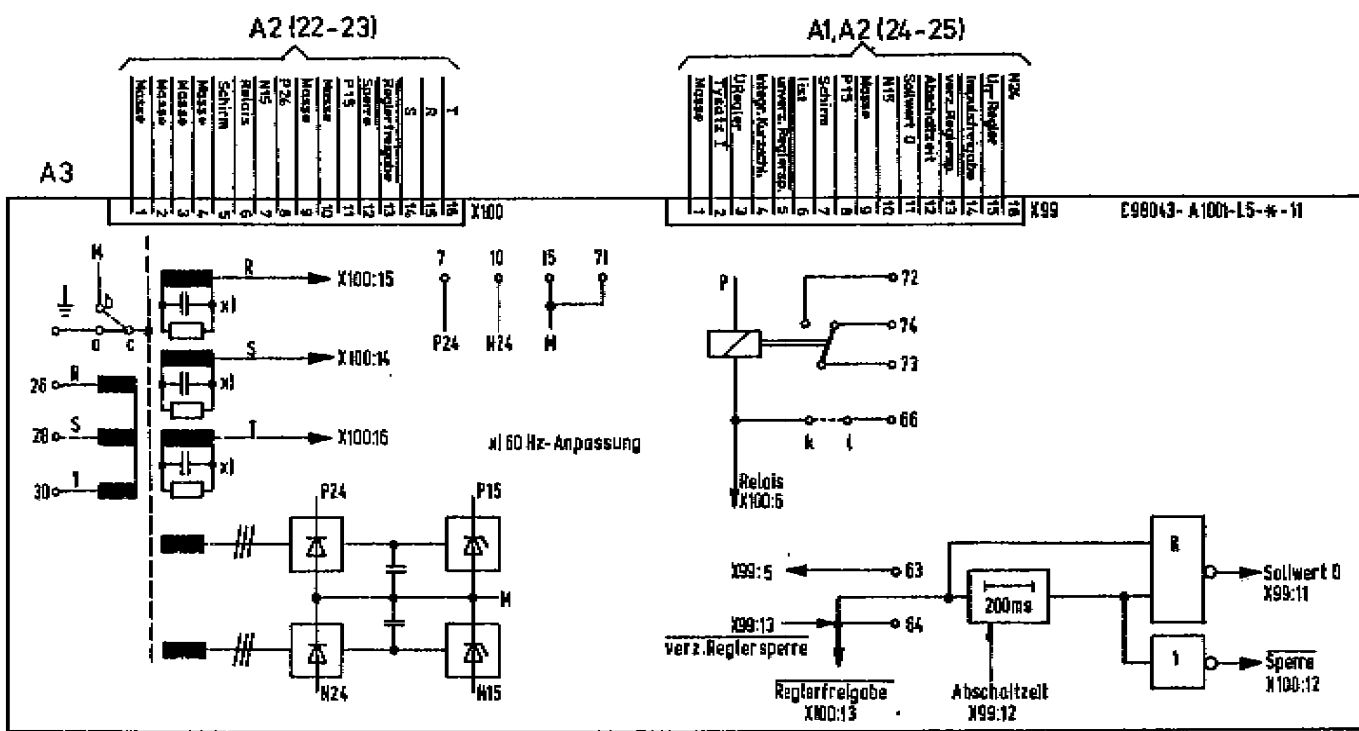 A2 (22-23)
A1, A2 (24-25)
Masse
Masse
Masse
Masse
Schirm
Relais
N15
P24
Masse
Masse
P15
Sperre
Reglerfreigabe
S
R
T
Masse
U Regler
Integr. Kurzschl.
unverz. Reglersp.
I ist
Schirm
P15
Masse
N15
Sollwert 0
Abschaltzeit
verz. Reglersp.
Impulsfreigabe
N24
A3
1 2 3 4 5 6 7 8 9 10 11 12 13 14 15 16 X100
1 2 3 4 5 6 7 8 9 10 11 12 13 14 15 16 X99
C98043-A1001-L5-*-11
M
b
a c
R X100:15
x)
S X100:14
x)
T X100:16
x)
26 R
28 S
30 T
7 10 15 71
P24 N24 M
x) 60 Hz-Anpassung
P
72
74
73
66
k l
Relais
X100:6
P24 P15
M
N24 N15
X99:5 63
X99:13 64
verz. Reglersperre
Reglerfreigabe
X100:13
200ms
Abschaltzeit
X99:12
&
Sollwert 0
X99:11
1
Sperre
X100:12